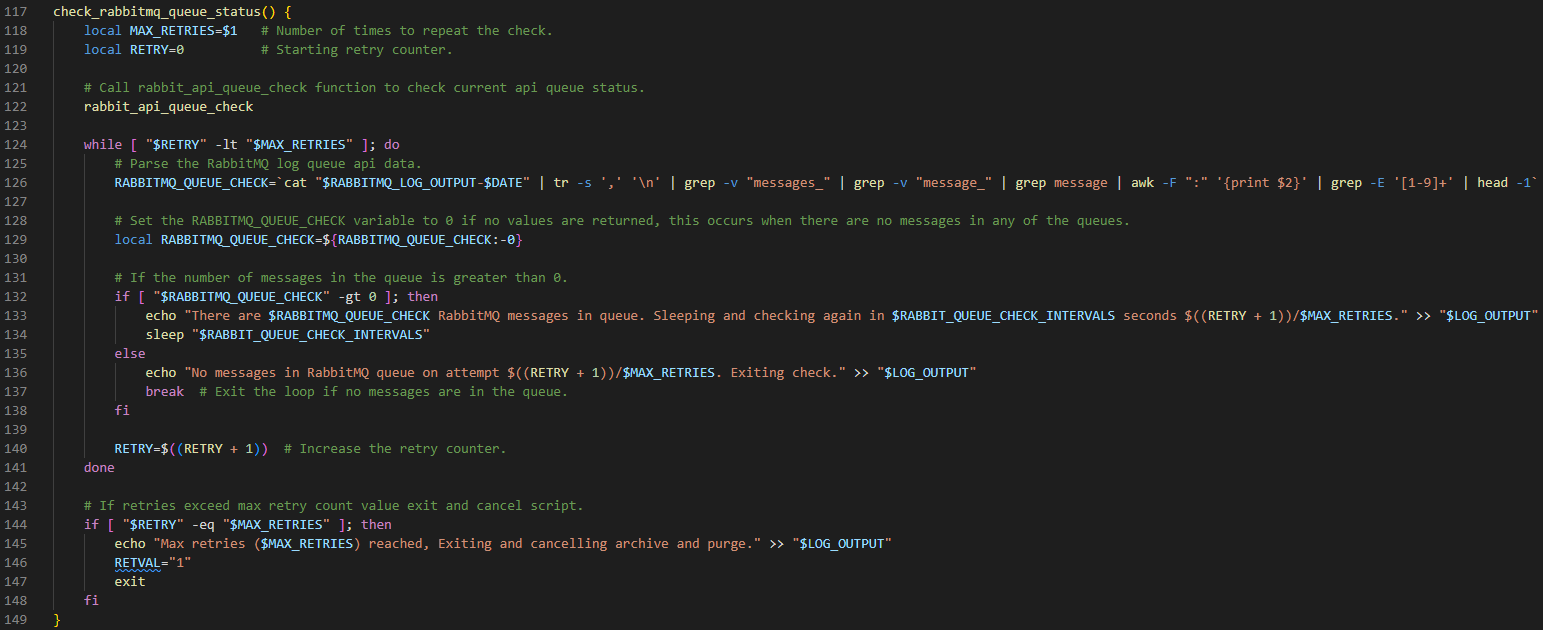 117 check_rabbitmq_queue_status() {
118     local MAX_RETRIES=$1   # Number of times to repeat the check.
119     local RETRY=0          # Starting retry counter.
120
121     # Call rabbit_api_queue_check function to check current api queue status.
122     rabbit_api_queue_check
123
124     while [ "$RETRY" -lt "$MAX_RETRIES" ]; do
125         # Parse the RabbitMQ log queue api data.
126         RABBITMQ_QUEUE_CHECK=`cat "$RABBITMQ_LOG_OUTPUT-$DATE" | tr -s ',' '\n' | grep -v "messages_" | grep -v "message_" | grep message | awk -F ":" '{print $2}' | grep -E '[1-9]+' | head -1`
127
128         # Set the RABBITMQ_QUEUE_CHECK variable to 0 if no values are returned, this occurs when there are no messages in any of the queues.
129         local RABBITMQ_QUEUE_CHECK=${RABBITMQ_QUEUE_CHECK:-0}
130
131         # If the number of messages in the queue is greater than 0.
132         if [ "$RABBITMQ_QUEUE_CHECK" -gt 0 ]; then
133             echo "There are $RABBITMQ_QUEUE_CHECK RabbitMQ messages in queue. Sleeping and checking again in $RABBIT_QUEUE_CHECK_INTERVALS seconds $((RETRY + 1))/$MAX_RETRIES." >> "$LOG_OUTPUT"
134             sleep "$RABBIT_QUEUE_CHECK_INTERVALS"
135         else
136             echo "No messages in RabbitMQ queue on attempt $((RETRY + 1))/$MAX_RETRIES. Exiting check." >> "$LOG_OUTPUT"
137             break  # Exit the loop if no messages are in the queue.
138         fi
139
140         RETRY=$((RETRY + 1))  # Increase the retry counter.
141     done
142
143     # If retries exceed max retry count value exit and cancel script.
144     if [ "$RETRY" -eq "$MAX_RETRIES" ]; then
145         echo "Max retries ($MAX_RETRIES) reached, Exiting and cancelling archive and purge." >> "$LOG_OUTPUT"
146         RETVAL="1"
147         exit
148     fi
149 }